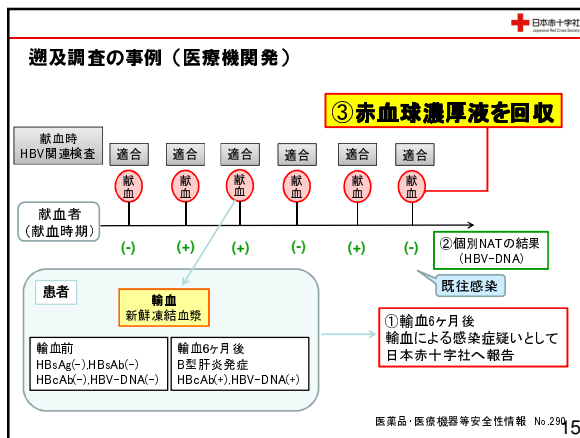 日本赤十字社
Japanese Red Cross Society
遡及調査の事例（医療機関発）
③赤血球濃厚液を回収
献血時
HBV関連検査
適合 適合 適合 適合 適合 適合
献血 献血 献血 献血 献血 献血
献血者
（献血時期）
(-) (+) (+) (-) (+) (-)
②個別NATの結果
（HBV-DNA）
既往感染
患者
輸血
新鮮凍結血漿
輸血前
HBsAg(-),HBsAb(-)
HBcAb(-),HBV-DNA(-)
輸血6ヶ月後
B型肝炎発症
HBcAb(+),HBV-DNA(+)
①輸血6ヶ月後
輸血による感染症疑いとして
日本赤十字社へ報告
医薬品・医療機器等安全性情報 No.290
15